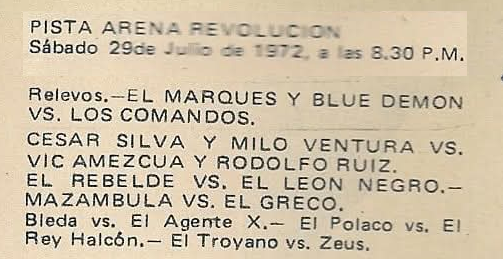 PISTA ARENA REVOLUCION
Sábado 29de Julio de 1972, a las 8.30 P.M.
Relevos.—EL MARQUES Y BLUE DEMON
VS. LOS COMANDOS.
CESAR SILVA Y MILO VENTURA VS.
VIC AMEZCUA Y RODOLFO RUIZ.
EL REBELDE VS. EL LEON NEGRO.—
MAZAMBULA VS. EL GRECO.
Bleda vs. El Agente X.— El Polaco vs. El
Rey Halcón.— El Troyano vs. Zeus.